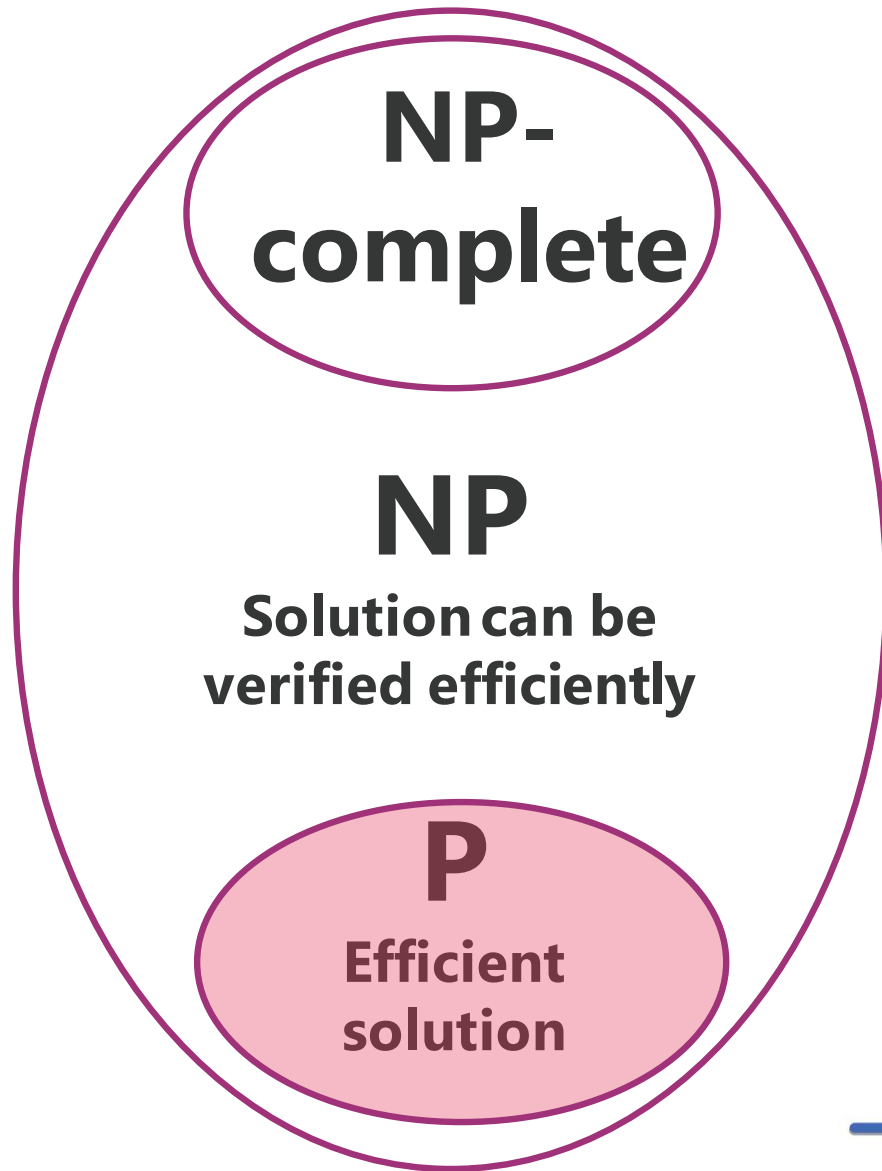 NP-
complete
NP
Solution can be
verified efficiently
P
Efficient
solution